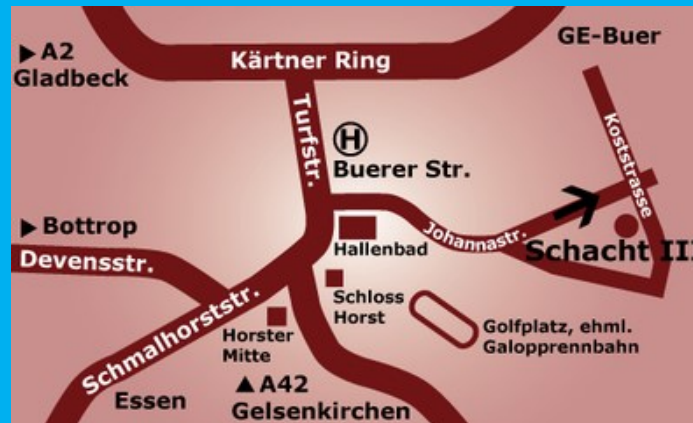 GE-Buer
▶ A2
Gladbeck
Kärtner Ring
Turfstr.
H
Buerer Str.
Koststrasse
▶ Bottrop
Devensstr.
Hallenbad
Johannastr.
Schacht III
Schmalhorststr.
Schloss
Horst
Horster
Mitte
Golfplatz, ehml.
Galopprennbahn
Essen
▲ A42
Gelsenkirchen